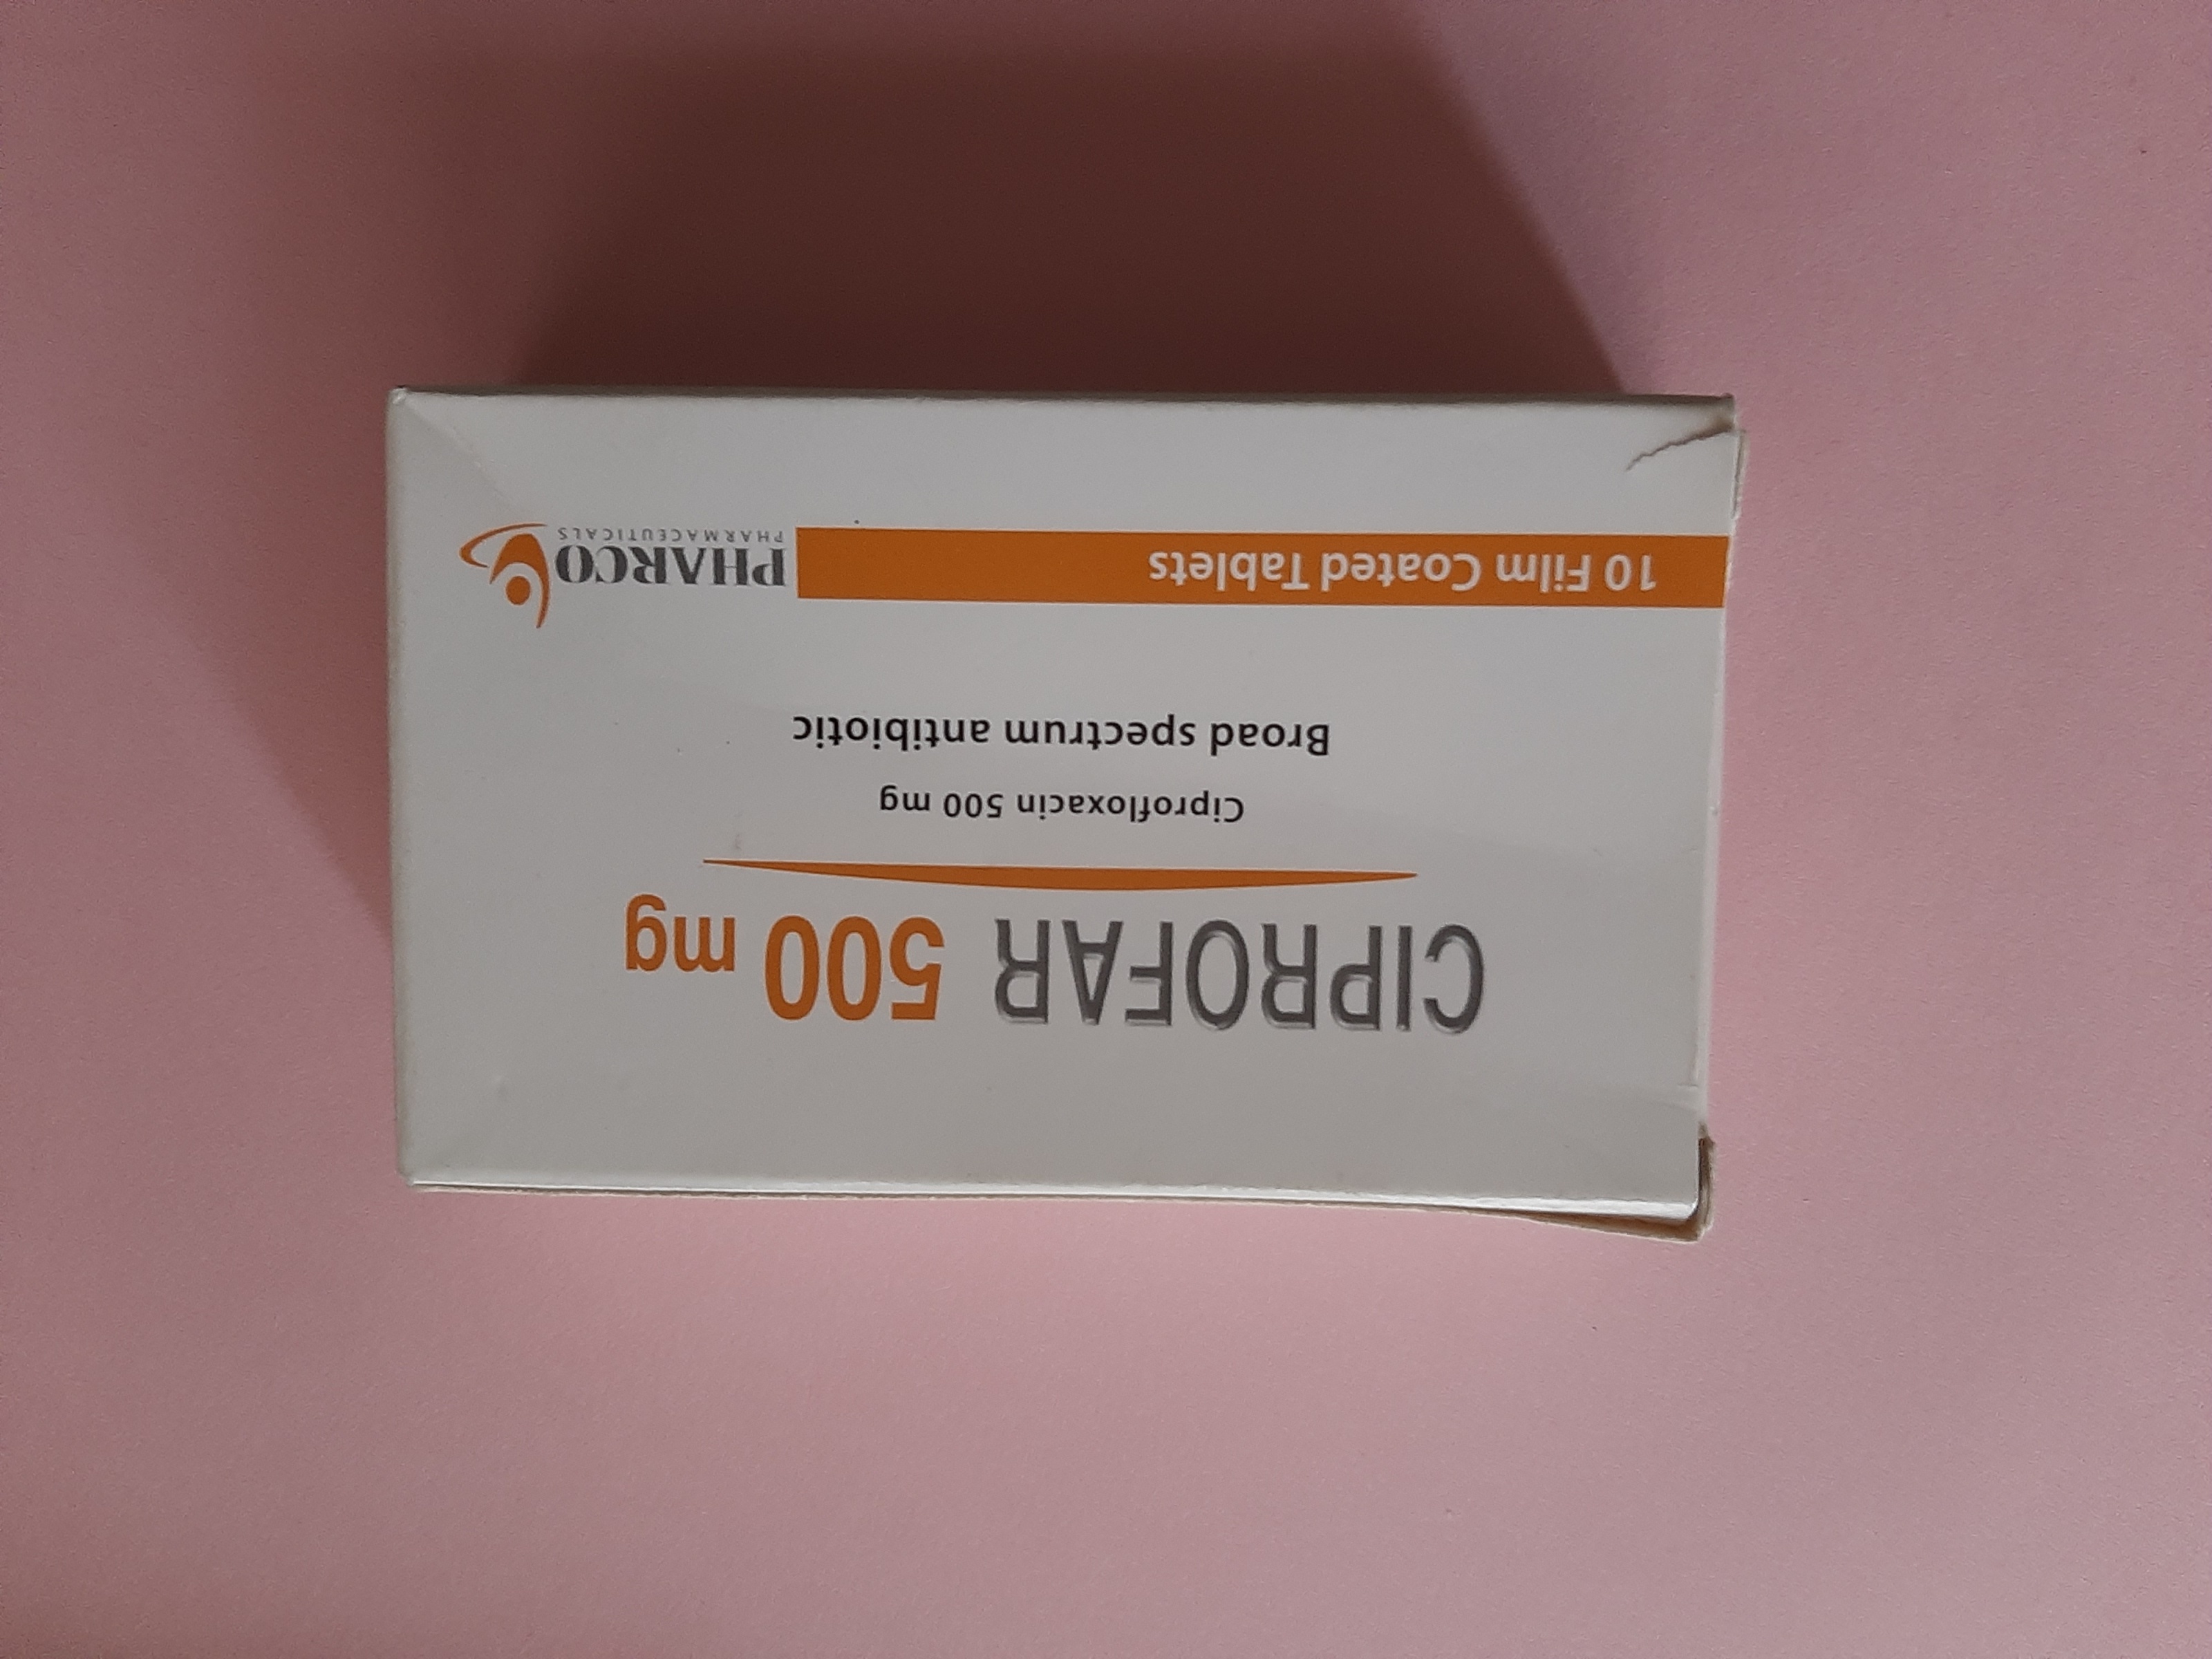 CIPROFAR 500 mg
Ciprofloxacin 500 mg
Broad spectrum antibiotic
10 Film Coated Tablets
PHARCO
PHARMACEUTICALS